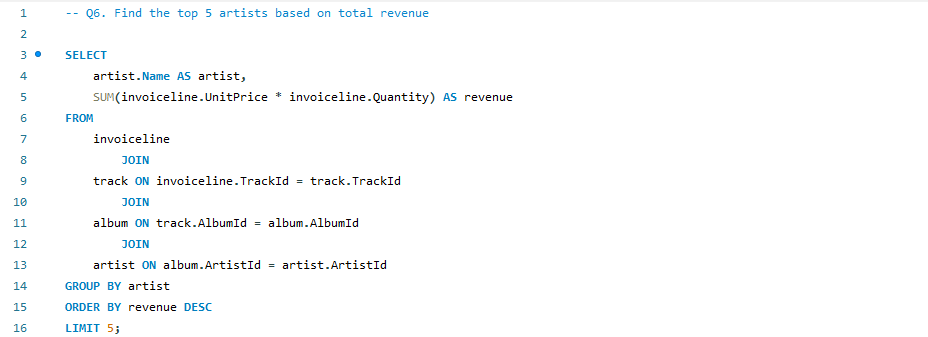 1 -- Q6. Find the top 5 artists based on total revenue
2
3 SELECT
4 artist.Name AS artist,
5 SUM(invoiceline.UnitPrice * invoiceline.Quantity) AS revenue
6 FROM
7 invoiceline
8 JOIN
9 track ON invoiceline.TrackId = track.TrackId
10 JOIN
11 album ON track.AlbumId = album.AlbumId
12 JOIN
13 artist ON album.ArtistId = artist.ArtistId
14 GROUP BY artist
15 ORDER BY revenue DESC
16 LIMIT 5;